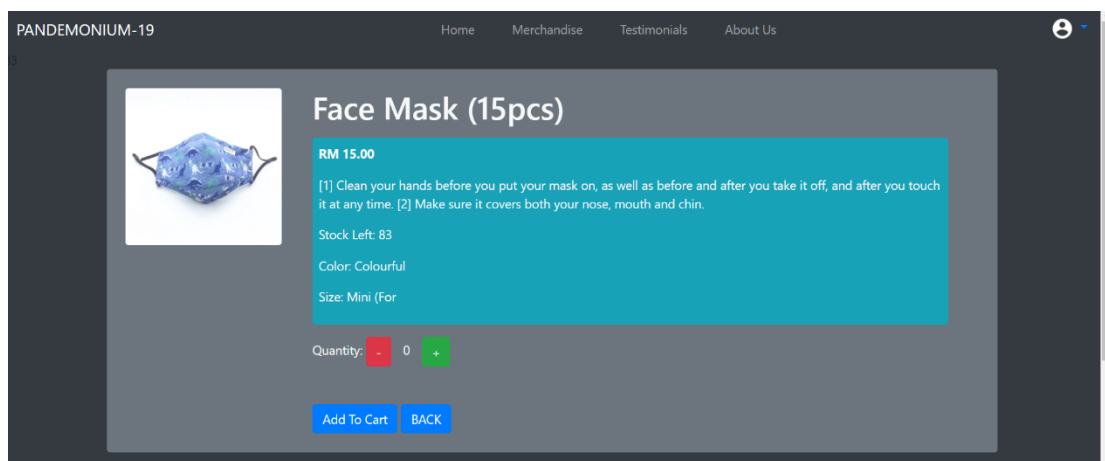 PANDEMONIUM-19 Home Merchandise Testimonials About Us
Face Mask (15pcs)
RM 15.00
[1] Clean your hands before you put your mask on, as well as before and after you take it off, and after you touch
it at any time. [2] Make sure it covers both your nose, mouth and chin.
Stock Left: 83
Color: Colourful
Size: Mini (For
Quantity: - 0 +
Add To Cart BACK